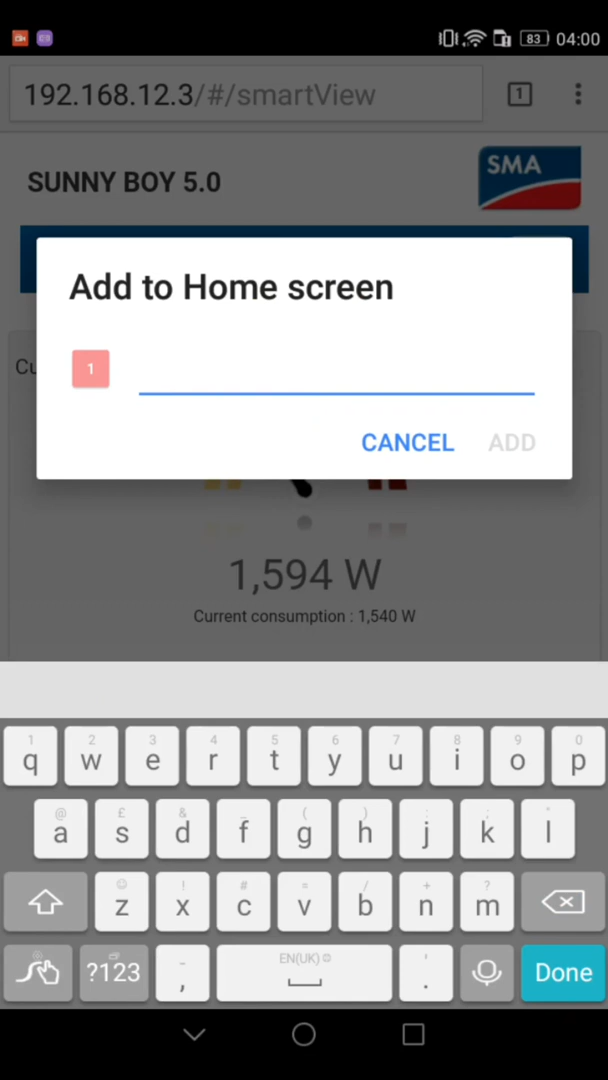 83 04:00
192.168.12.3/#/smartView 1
SUNNY BOY 5.0
SMA
Add to Home screen
Cu
1
CANCEL ADD
1,594 W
Current consumption : 1,540 W
1 2 3 4 5 6 7 8 9 0
q w e r t y u i o p
@ £ & _ ( ) : ; "
a s d f g h j k l
! # = / + ?
z x c v b n m
EN(UK)
?123 , . Done